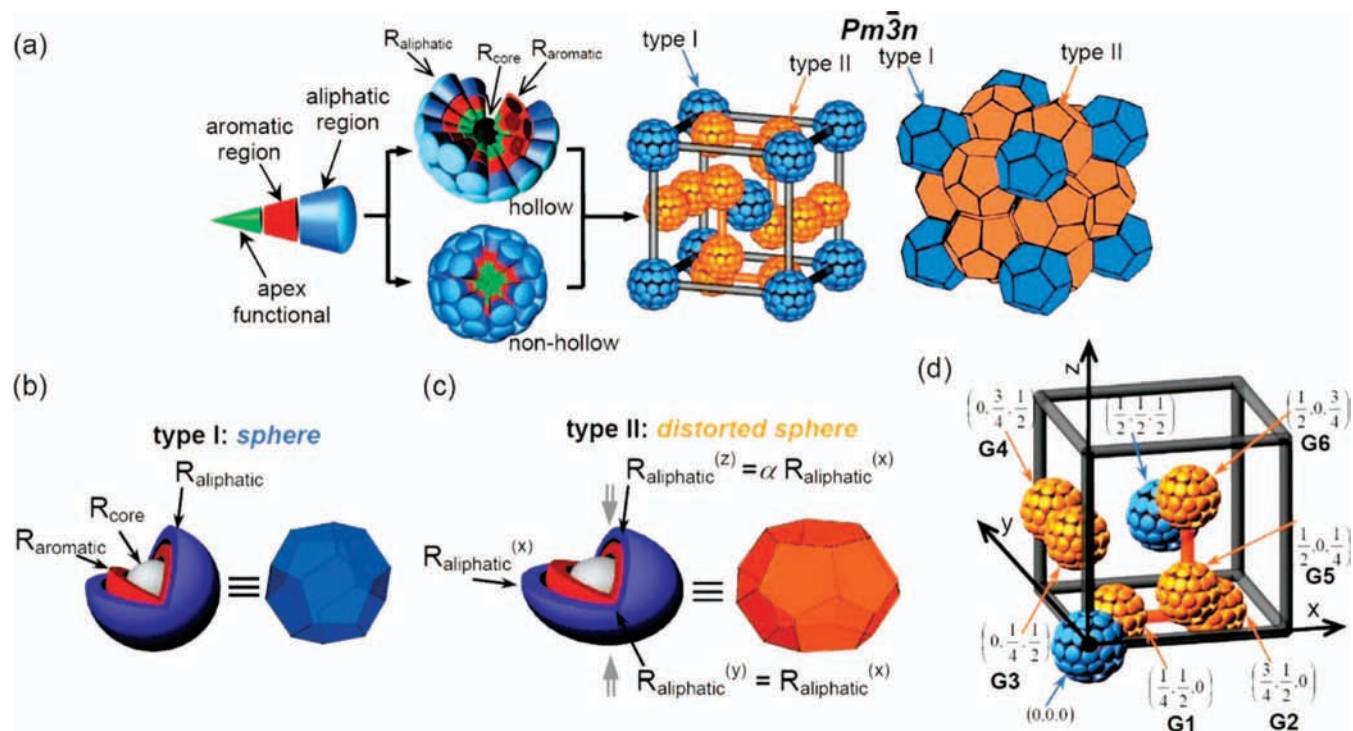 (a)
R_aliphatic
R_core
R_aromatic
aliphatic
region
aromatic
region
apex
functional
hollow
non-hollow
Pm3̄n
type I
type II
type I
type II
(b)
type I: sphere
R_aliphatic
R_core
R_aromatic
≡
(c)
type II: distorted sphere
R_aliphatic^(z) = α R_aliphatic^(x)
R_aliphatic^(x)
≡
R_aliphatic^(y) = R_aliphatic^(x)
(d)
z
y
x
(0, 3/4, 1/2)
G4
(1/2, 1/2, 1/2)
(1/2, 0, 3/4)
G6
(1/2, 0, 1/4)
G5
(0, 1/4, 1/2)
G3
(0,0,0)
(1/4, 1/2, 0)
G1
(3/4, 1/2, 0)
G2